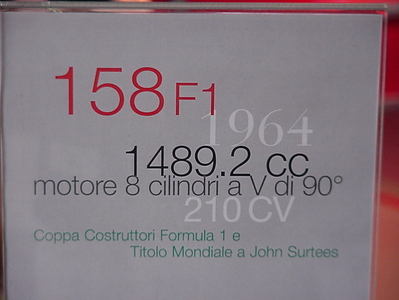 158 F1
1964
1489.2 cc
motore 8 cilindri a V di 90°
210 CV
Coppa Costruttori Formula 1 e
Titolo Mondiale a John Surtees